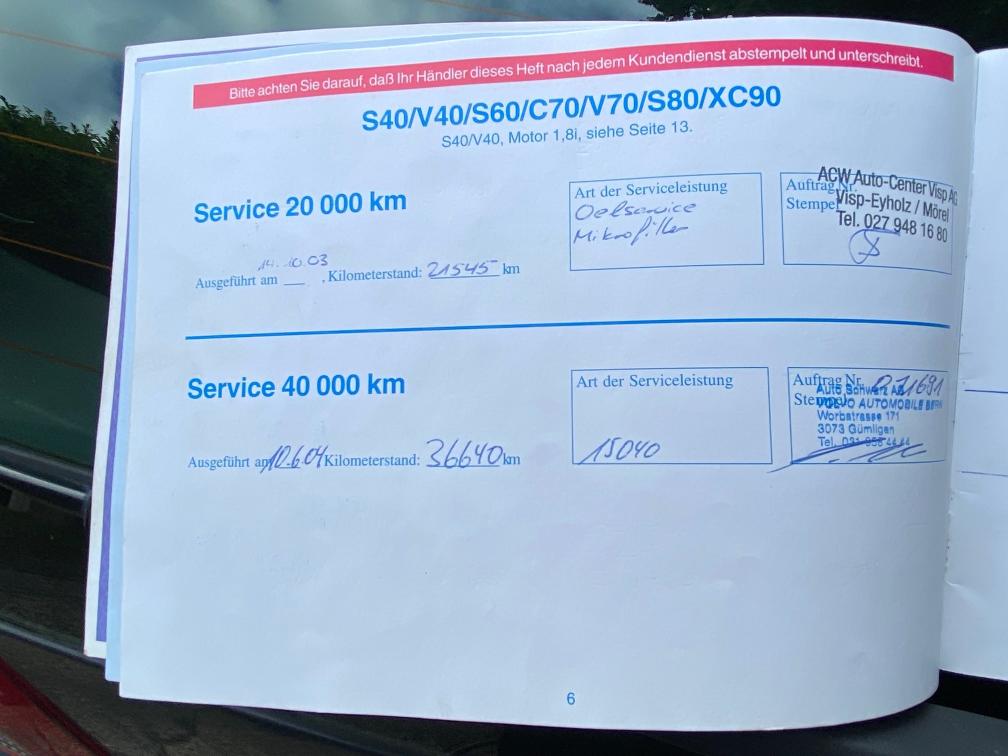 Bitte achten Sie darauf, daß Ihr Händler dieses Heft nach jedem Kundendienst abstempelt und unterschreibt.
S40/V40/S60/C70/V70/S80/XC90
S40/V40, Motor 1,8i, siehe Seite 13.
Service 20 000 km
Ausgeführt am 14.10.03, Kilometerstand: 21545 km
Art der Serviceleistung
Oelservice
Mikrofilter
Auftrag Nr.
Stempel
ACW Auto-Center Visp AG
Visp-Eyholz / Mörel
Tel. 027 948 16 80
Service 40 000 km
Ausgeführt am 10.6.04 Kilometerstand: 36640 km
Art der Serviceleistung
15040
Auftrag Nr. 071691
Stempel
Auto Schwarz AG
VOLVO AUTOMOBILE BERN
Worbstrasse 171
3073 Gümligen
Tel. 031
6